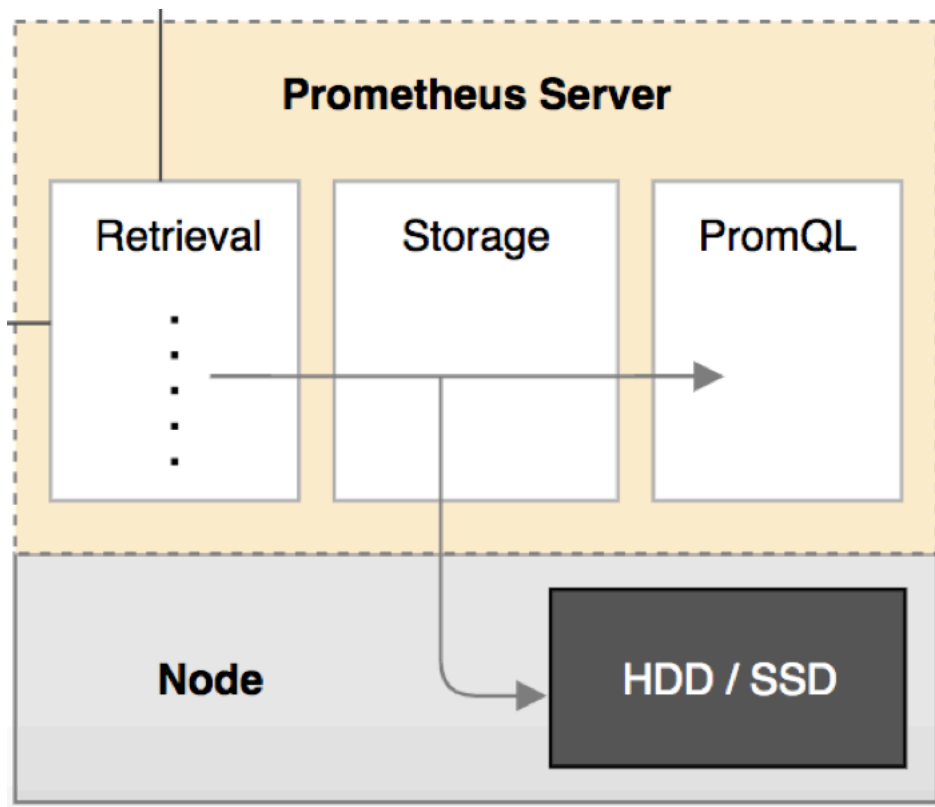 Prometheus Server
Retrieval
Storage
PromQL
Node
HDD / SSD